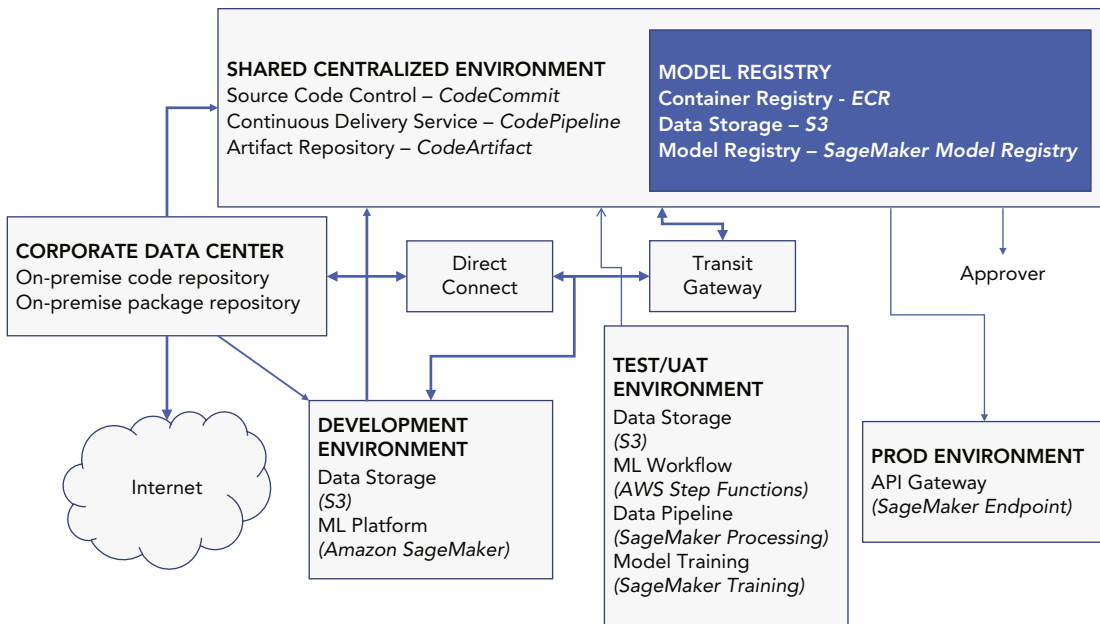 SHARED CENTRALIZED ENVIRONMENT
Source Code Control – CodeCommit
Continuous Delivery Service – CodePipeline
Artifact Repository – CodeArtifact
MODEL REGISTRY
Container Registry - ECR
Data Storage – S3
Model Registry – SageMaker Model Registry
CORPORATE DATA CENTER
On-premise code repository
On-premise package repository
Direct
Connect
Transit
Gateway
Approver
Internet
DEVELOPMENT
ENVIRONMENT
Data Storage
(S3)
ML Platform
(Amazon SageMaker)
TEST/UAT
ENVIRONMENT
Data Storage
(S3)
ML Workflow
(AWS Step Functions)
Data Pipeline
(SageMaker Processing)
Model Training
(SageMaker Training)
PROD ENVIRONMENT
API Gateway
(SageMaker Endpoint)